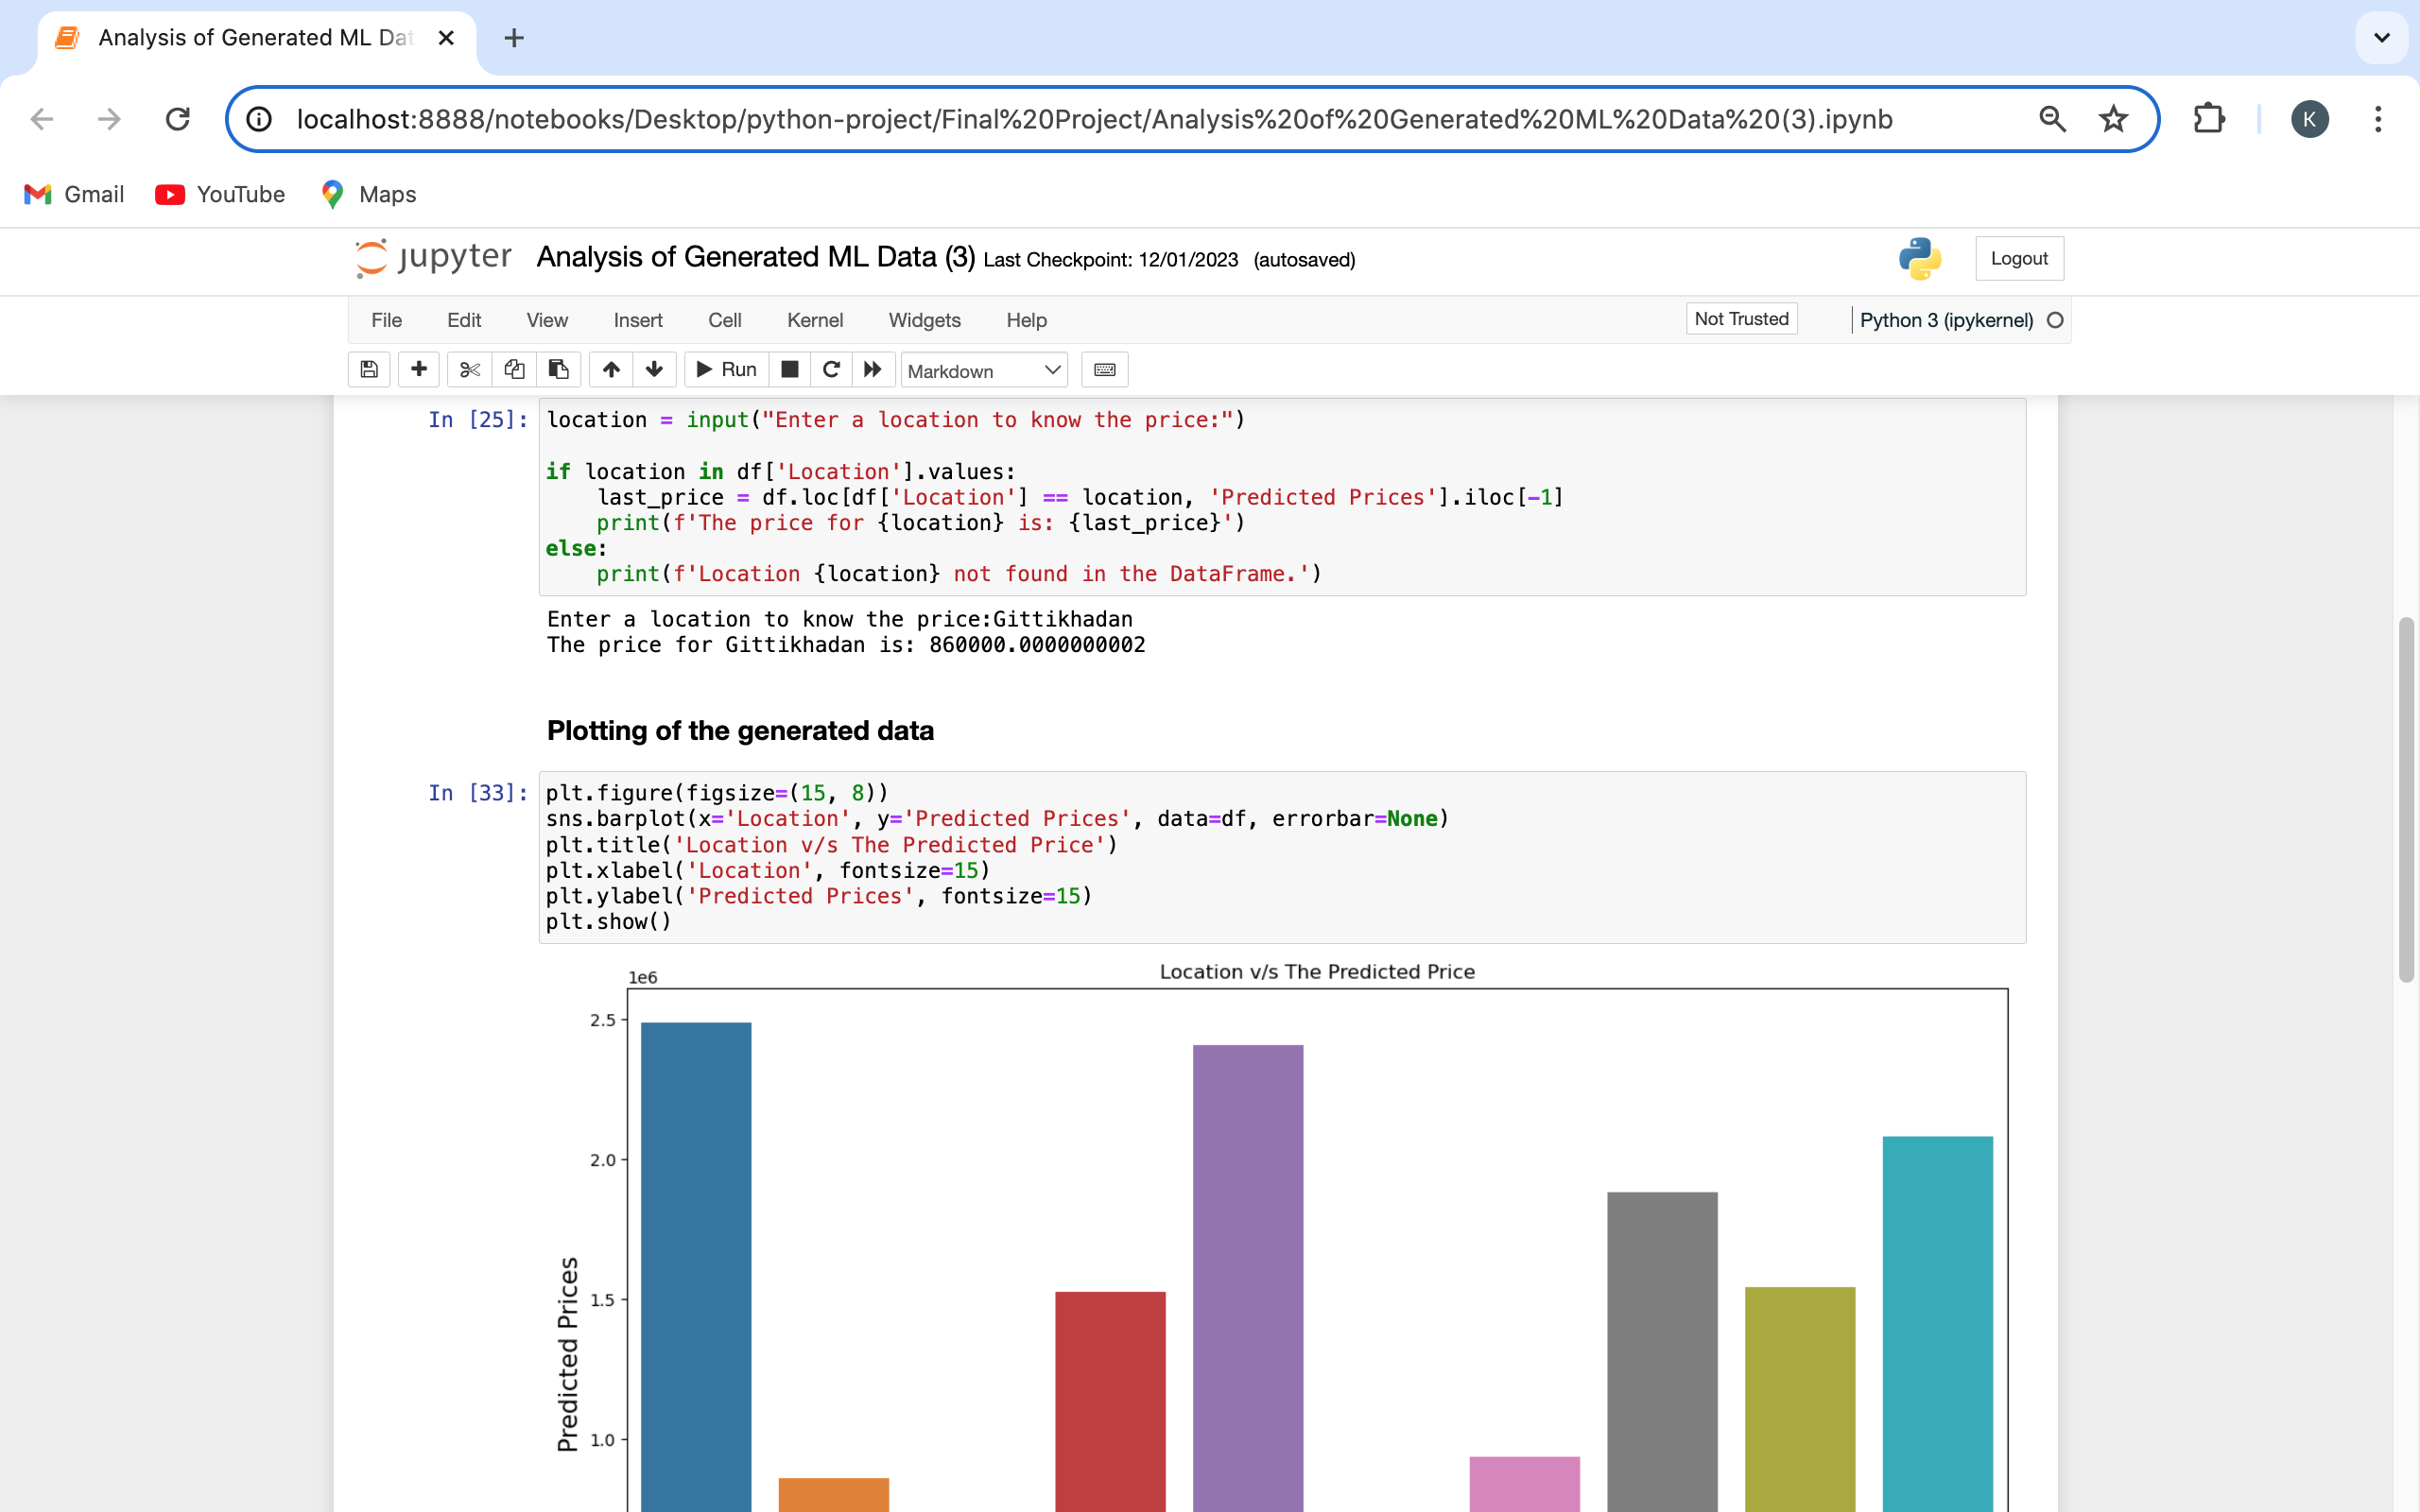 Analysis of Generated ML Dat
localhost:8888/notebooks/Desktop/python-project/Final%20Project/Analysis%20of%20Generated%20ML%20Data%20(3).ipynb
K
Gmail YouTube Maps
jupyter Analysis of Generated ML Data (3) Last Checkpoint: 12/01/2023 (autosaved)
Logout
File Edit View Insert Cell Kernel Widgets Help
Not Trusted
Python 3 (ipykernel)
Run
Markdown
In [25]:
location = input("Enter a location to know the price:")
if location in df['Location'].values:
    last_price = df.loc[df['Location'] == location, 'Predicted Prices'].iloc[-1]
    print(f'The price for {location} is: {last_price}')
else:
    print(f'Location {location} not found in the DataFrame.')
Enter a location to know the price:Gittikhadan
The price for Gittikhadan is: 860000.0000000002
Plotting of the generated data
In [33]:
plt.figure(figsize=(15, 8))
sns.barplot(x='Location', y='Predicted Prices', data=df, errorbar=None)
plt.title('Location v/s The Predicted Price')
plt.xlabel('Location', fontsize=15)
plt.ylabel('Predicted Prices', fontsize=15)
plt.show()
Location v/s The Predicted Price
1e6
2.5
2.0
1.5
1.0
Predicted Prices